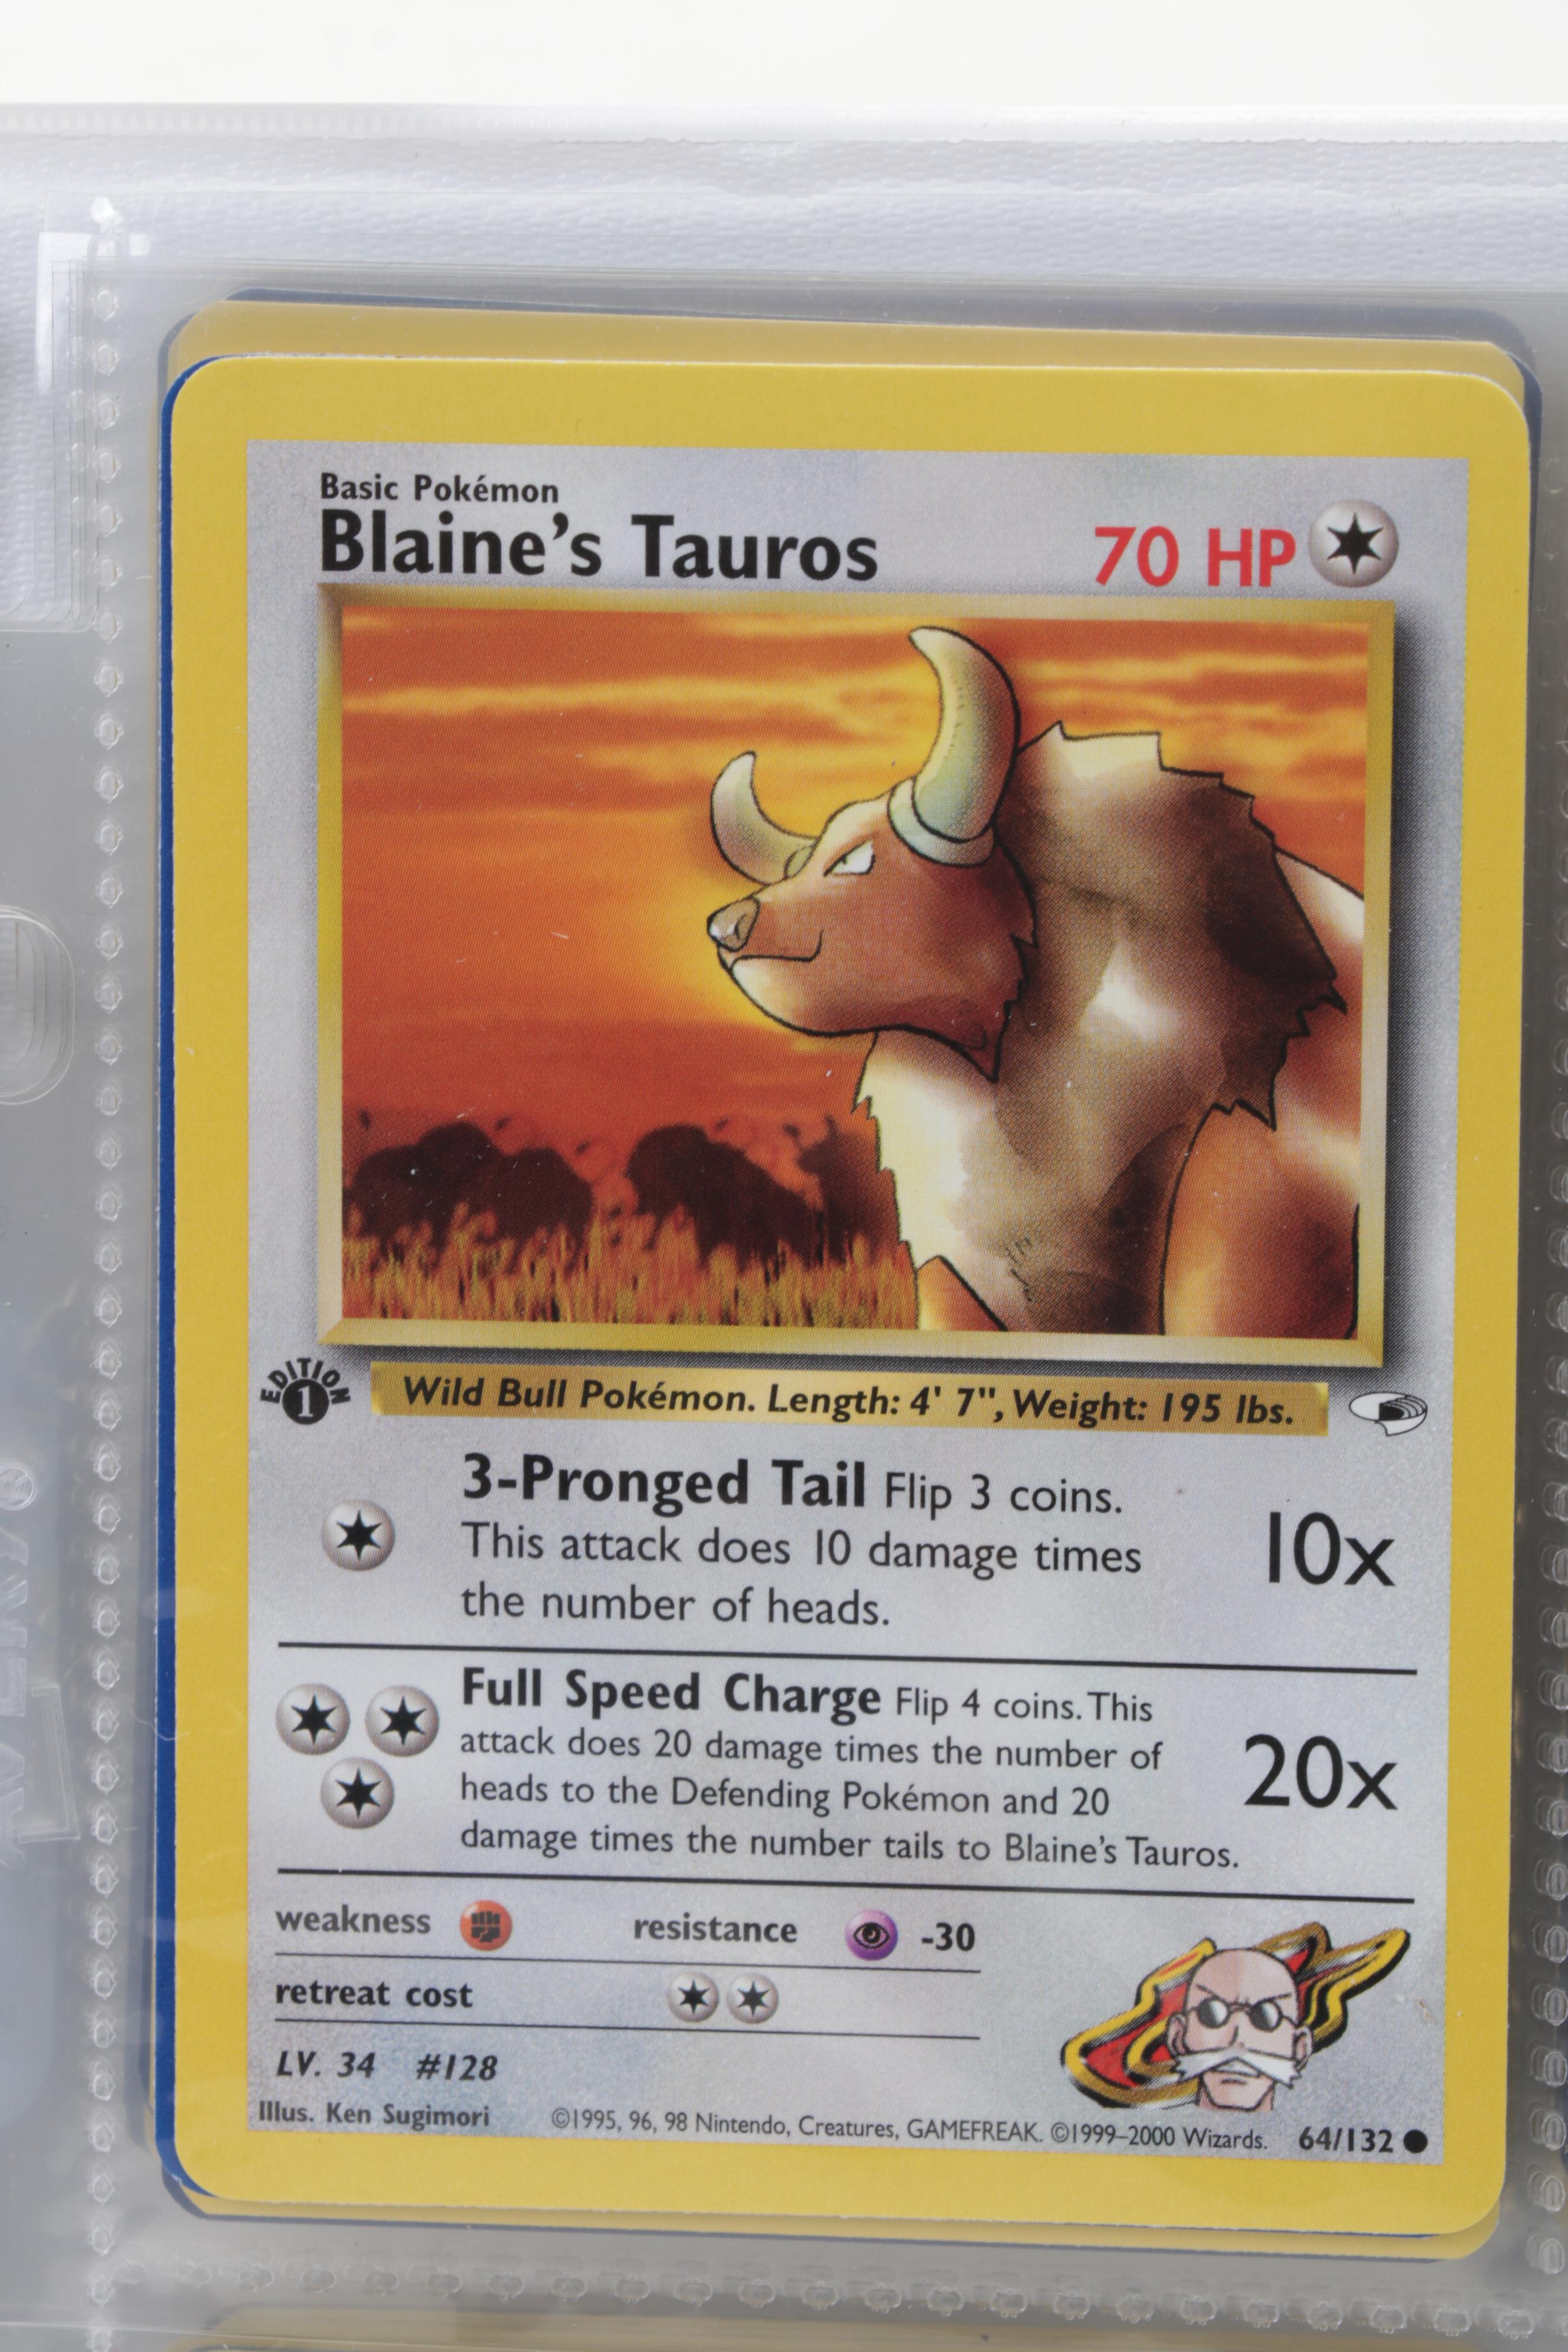 Basic Pokémon
Blaine's Tauros 70 HP
EDITION
1
Wild Bull Pokémon. Length: 4' 7", Weight: 195 lbs.
3-Pronged Tail Flip 3 coins.
This attack does 10 damage times
the number of heads.
10x
Full Speed Charge Flip 4 coins. This
attack does 20 damage times the number of
heads to the Defending Pokémon and 20
damage times the number tails to Blaine's Tauros.
20x
weakness resistance -30
retreat cost
LV. 34 #128
Illus. Ken Sugimori ©1995, 96, 98 Nintendo, Creatures, GAMEFREAK. ©1999–2000 Wizards. 64/132